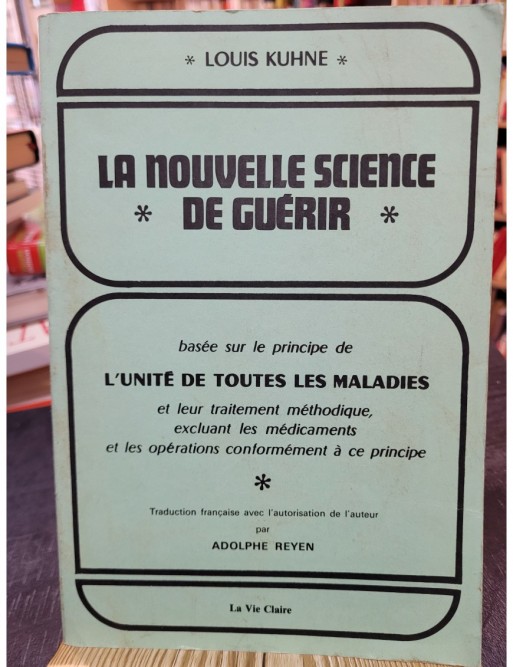 * LOUIS KUHNE *
LA NOUVELLE SCIENCE
* DE GUÉRIR *
basée sur le principe de
L'UNITÉ DE TOUTES LES MALADIES
et leur traitement méthodique,
excluant les médicaments
et les opérations conformément à ce principe
*
Traduction française avec l'autorisation de l'auteur
par
ADOLPHE REYEN
La Vie Claire